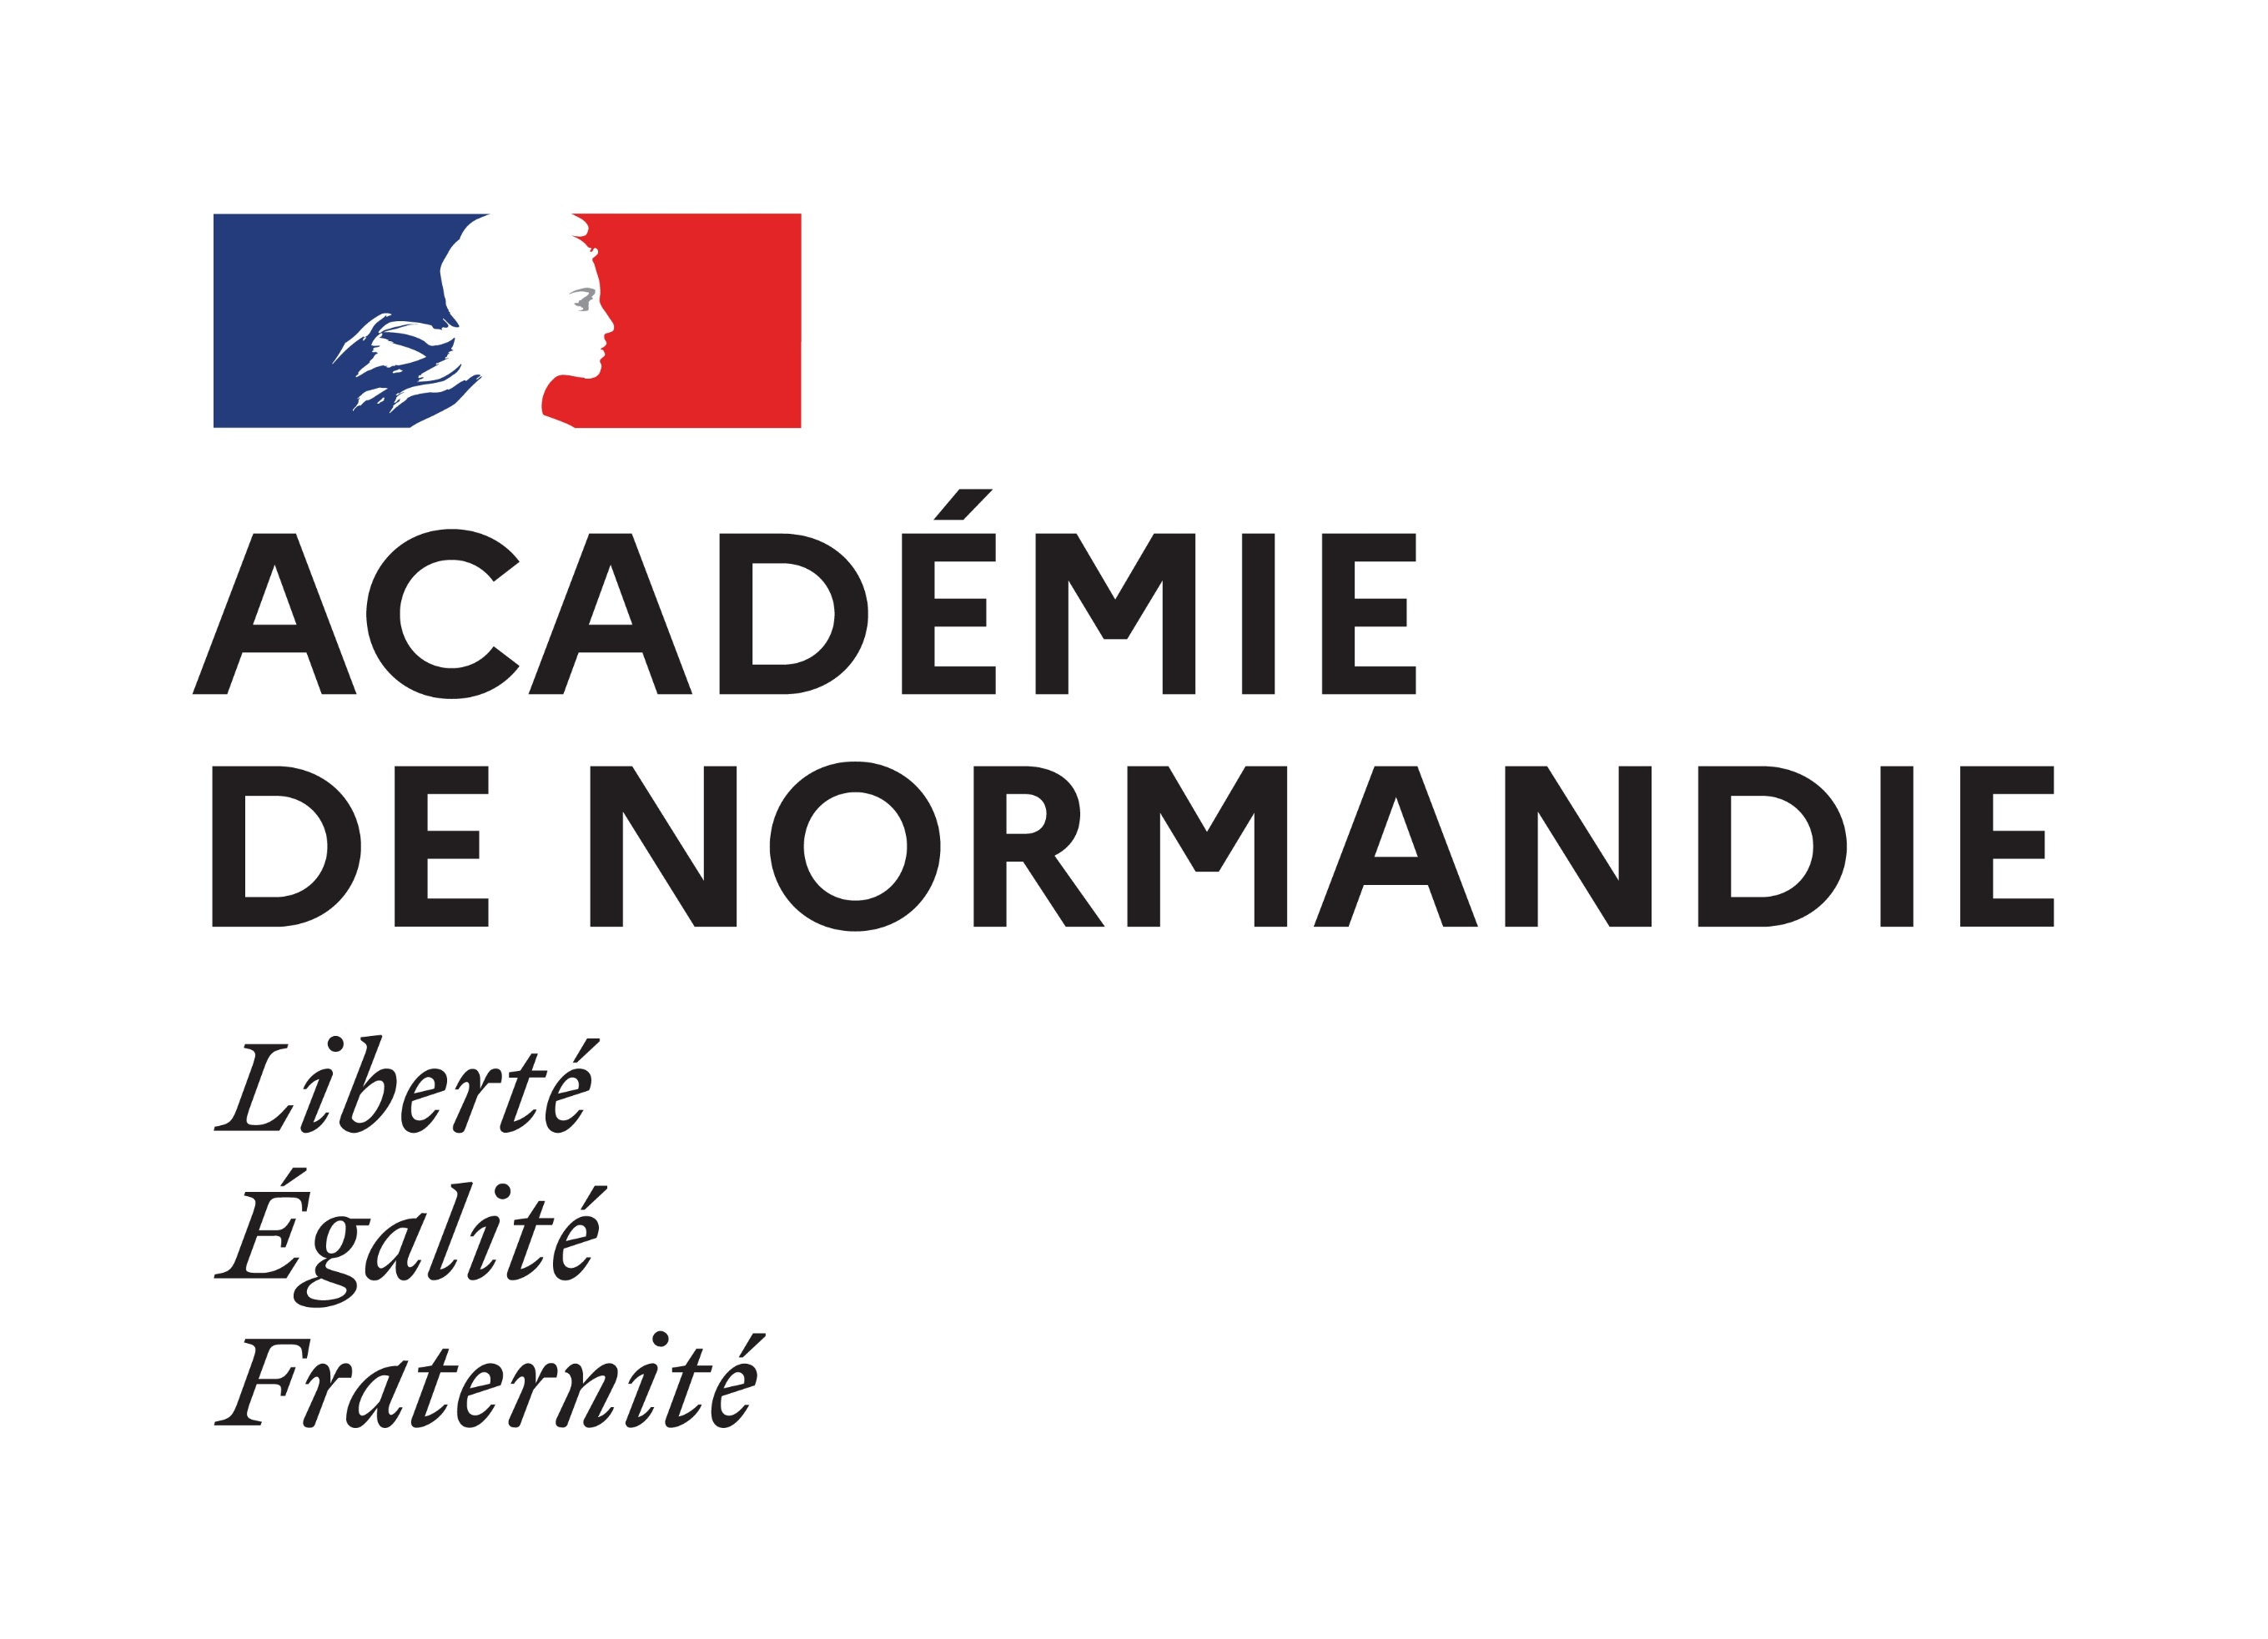 ACADÉMIE
DE NORMANDIE
Liberté
Égalité
Fraternité